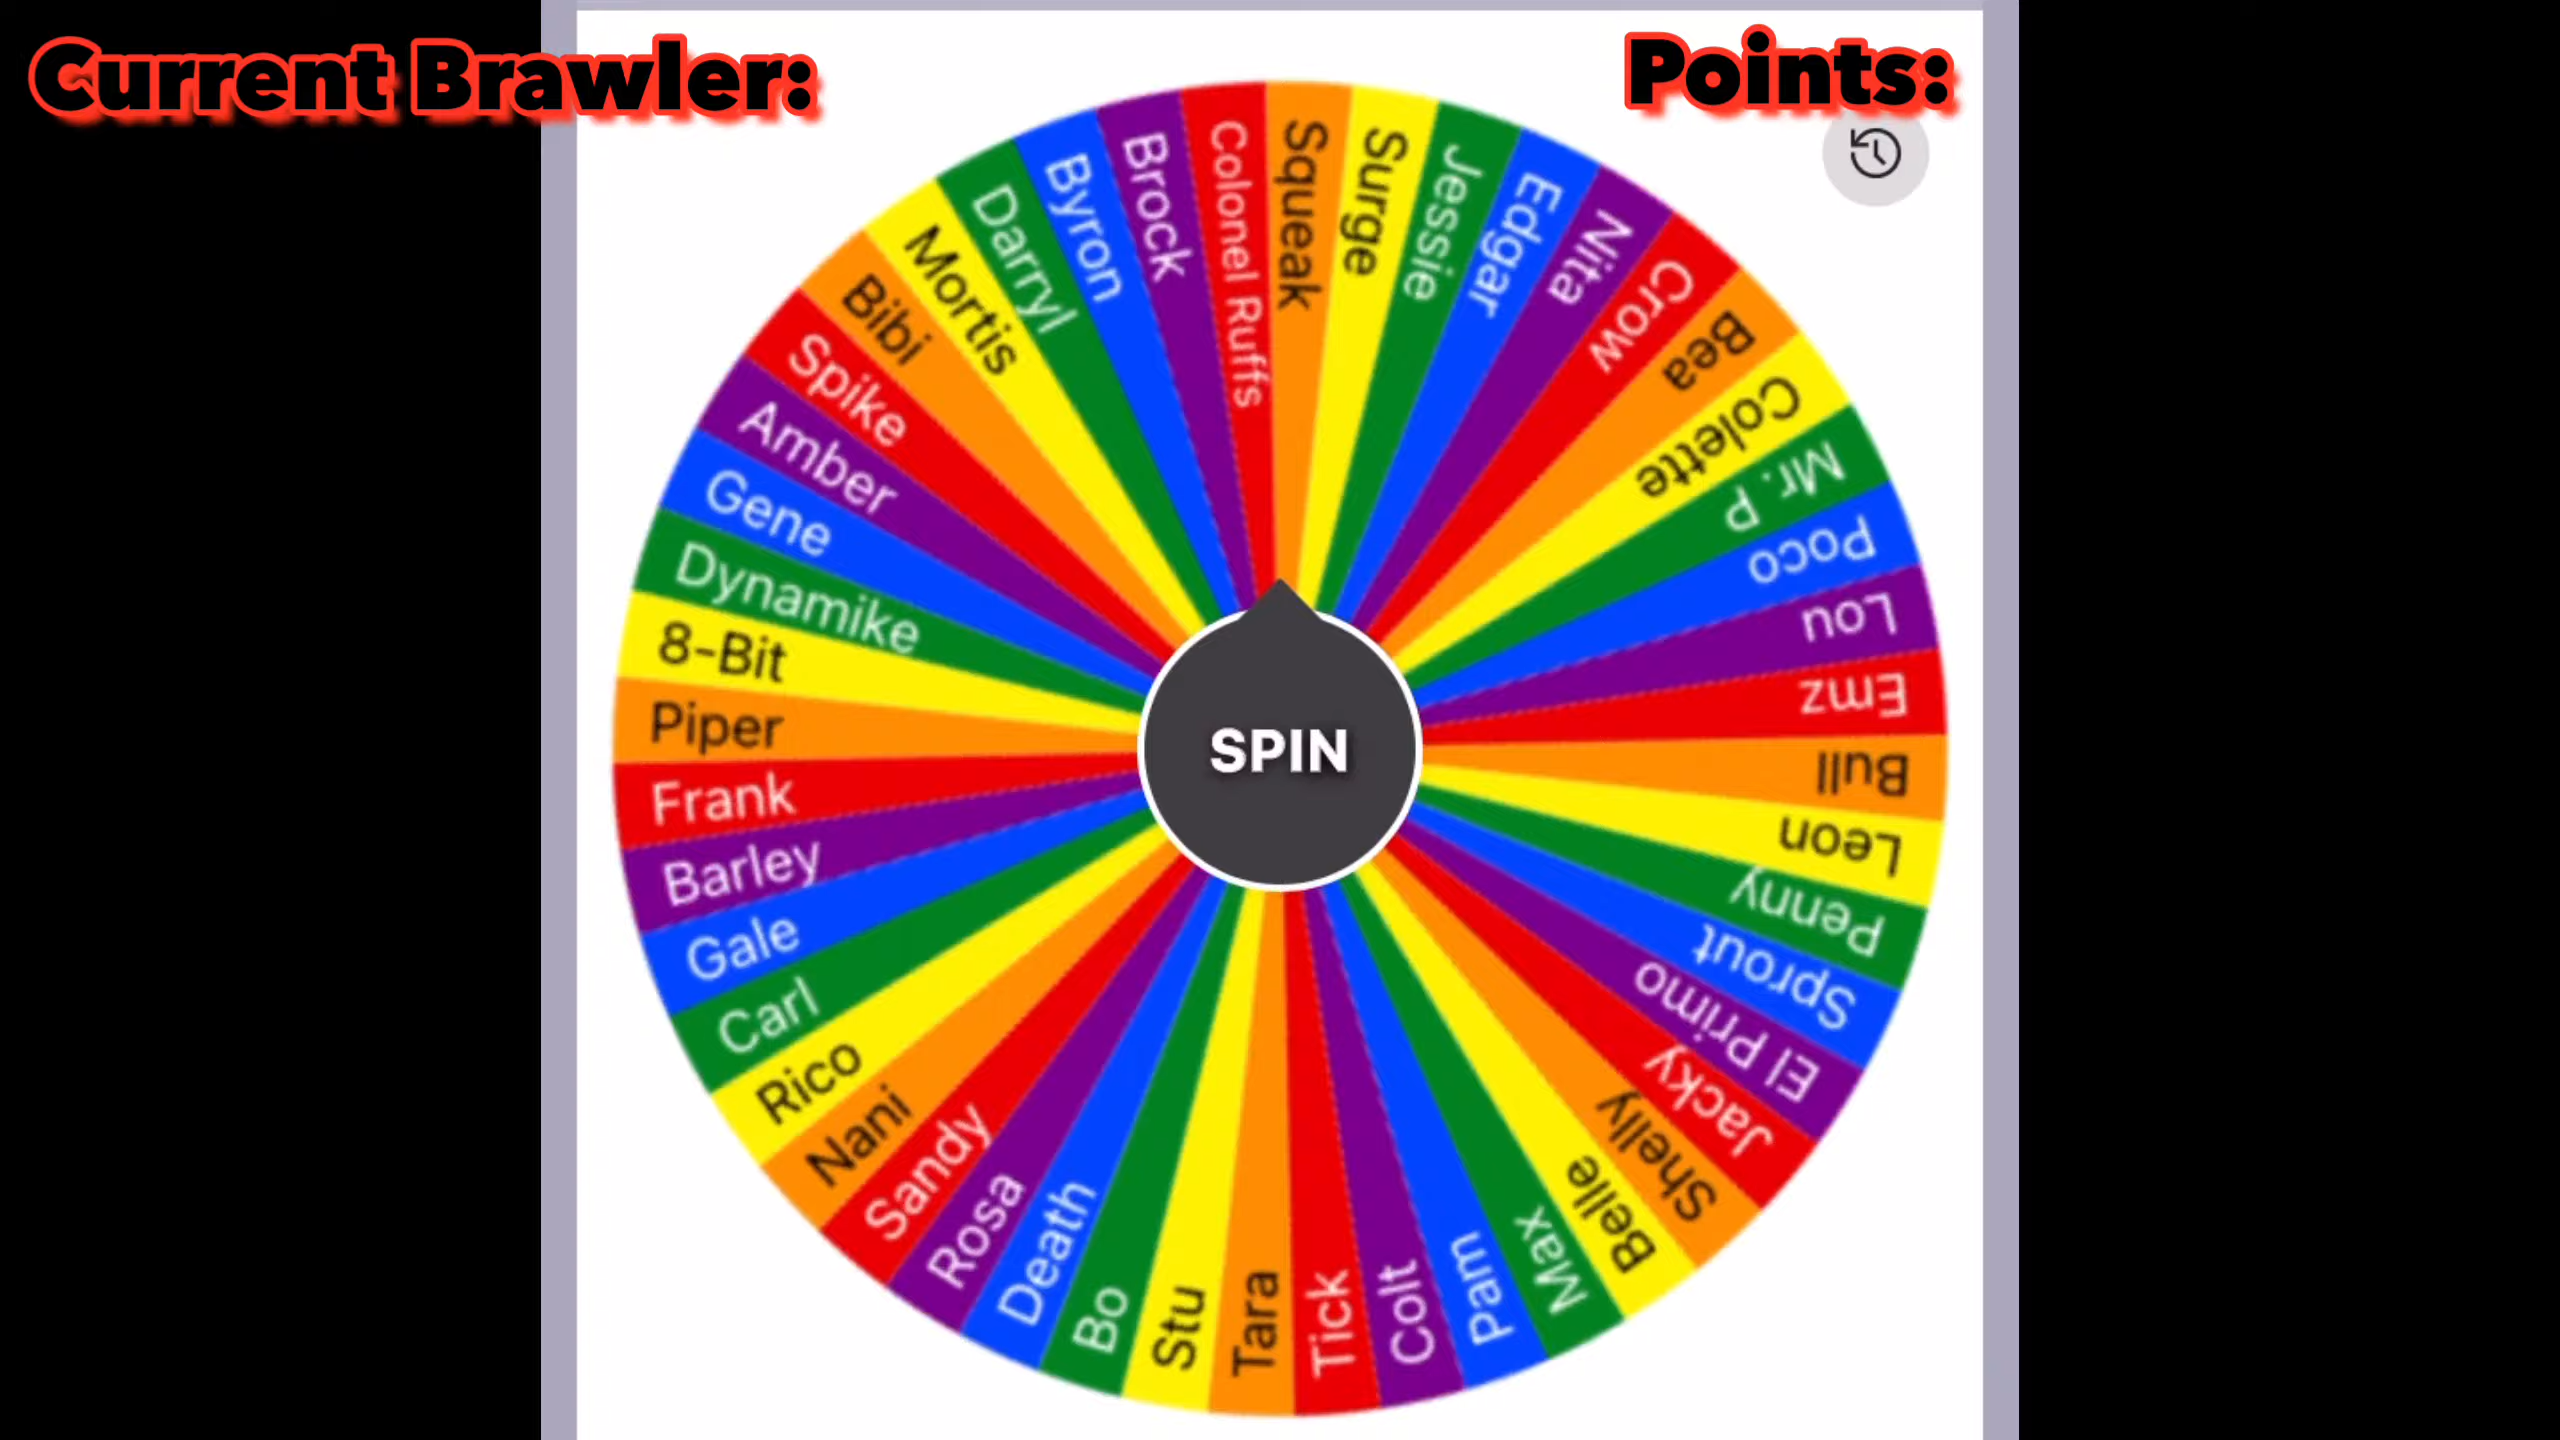 Current Brawler:
Points:
Squeak
Surge
Jessie
Edgar
Nita
Crow
Bea
Colette
Mr. P
Poco
Lou
Emz
Bull
Leon
Penny
Sprout
El Primo
Jacky
Shelly
Belle
Max
Pam
Colt
Tick
Tara
Stu
Bo
Death
Rosa
Sandy
Nani
Rico
Carl
Gale
Barley
Frank
Piper
8-Bit
Dynamike
Gene
Amber
Spike
Bibi
Mortis
Darryl
Byron
Brock
Colonel Ruffs
SPIN